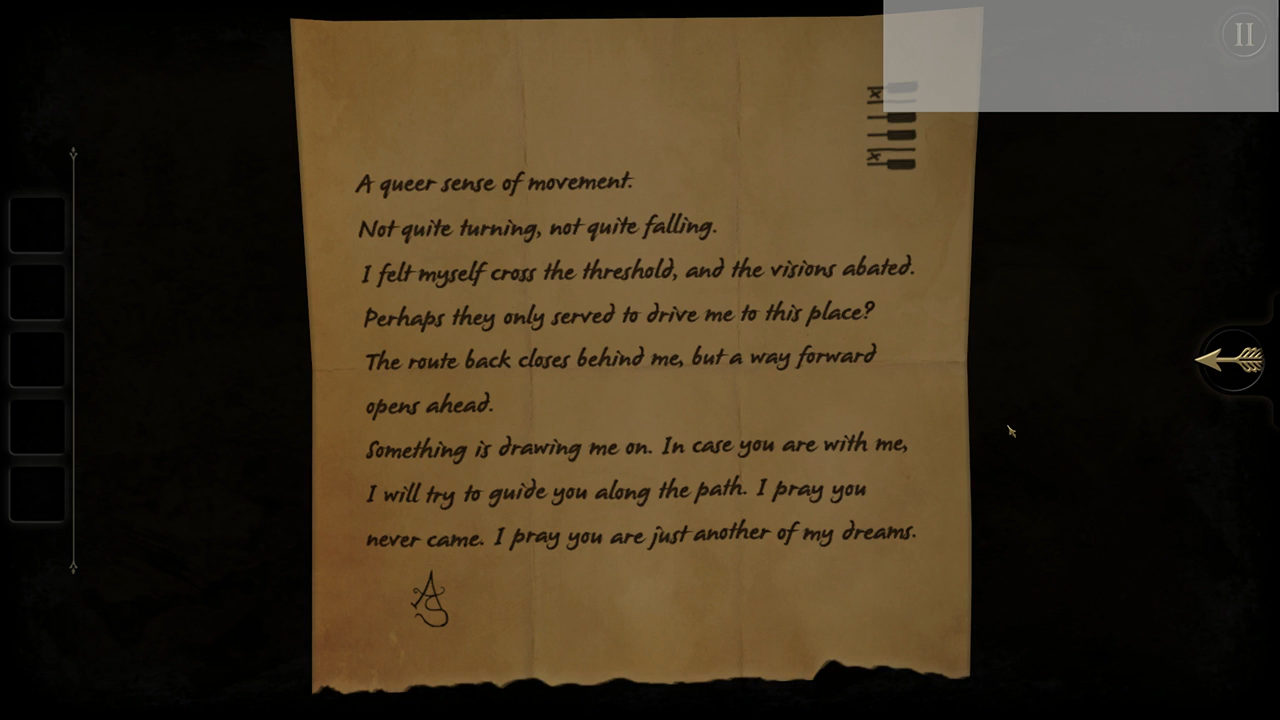 II
A queer sense of movement.
Not quite turning, not quite falling.
I felt myself cross the threshold, and the visions abated.
Perhaps they only served to drive me to this place?
The route back closes behind me, but a way forward
opens ahead.
Something is drawing me on. In case you are with me,
I will try to guide you along the path. I pray you
never came. I pray you are just another of my dreams.
AS